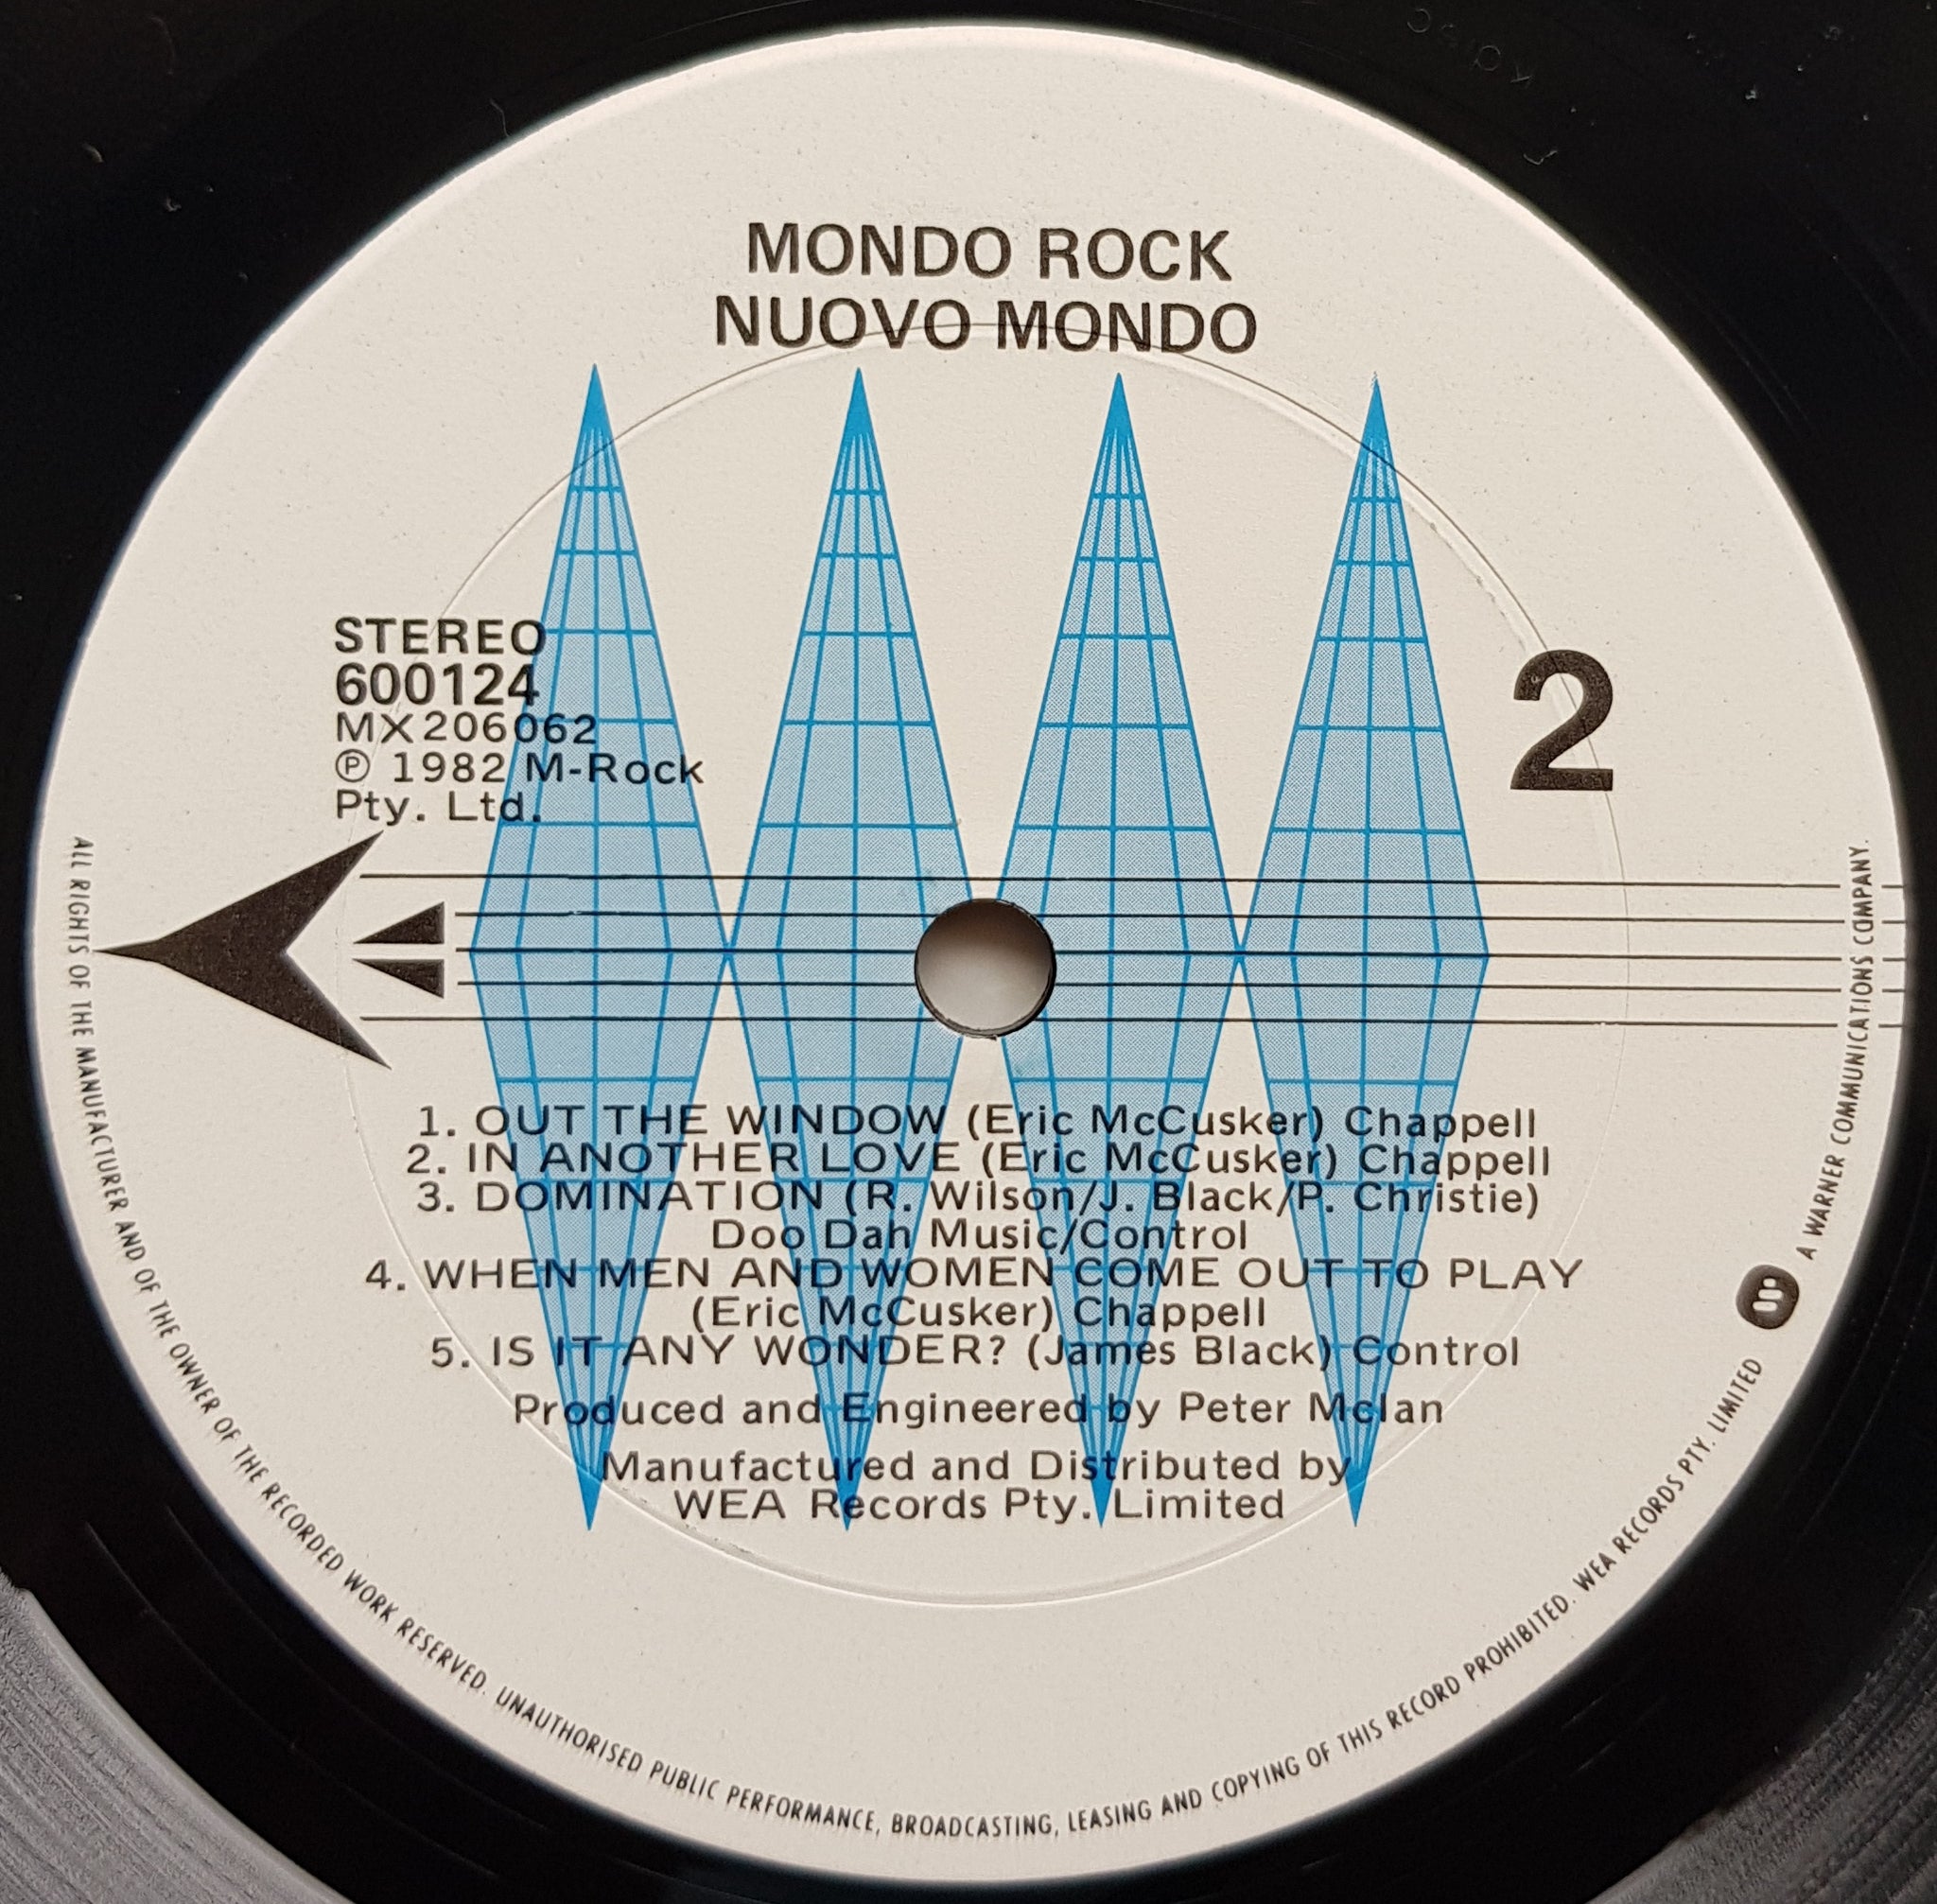 MONDO ROCK
NUOVO MONDO
STEREO
600124
MX206062
℗ 1982 M-Rock
Pty. Ltd.
2
1. OUT THE WINDOW (Eric McCusker) Chappell
2. IN ANOTHER LOVE (Eric McCusker) Chappell
3. DOMINATION (R. Wilson/J. Black/P. Christie)
Doo Dah Music/Control
4. WHEN MEN AND WOMEN COME OUT TO PLAY
(Eric McCusker) Chappell
5. IS IT ANY WONDER? (James Black) Control
Produced and Engineered by Peter McIan
Manufactured and Distributed by
WEA Records Pty. Limited
ALL RIGHTS OF THE MANUFACTURER AND OF THE OWNER OF THE RECORDED WORK RESERVED. UNAUTHORISED PUBLIC PERFORMANCE, BROADCASTING, LEASING AND COPYING OF THIS RECORD PROHIBITED. WEA RECORDS PTY. LIMITED A WARNER COMMUNICATIONS COMPANY.